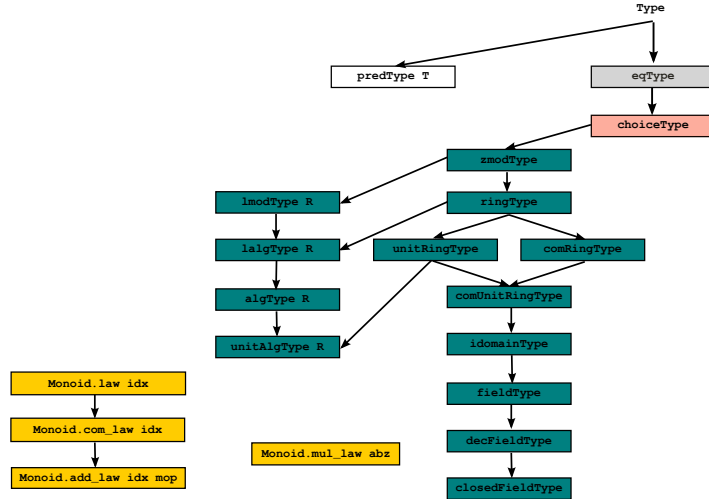 Type
predType T
eqType
choiceType
zmodType
lmodType R
ringType
lalgType R
unitRingType
comRingType
algType R
comUnitRingType
unitAlgType R
idomainType
Monoid.law idx
fieldType
Monoid.com_law idx
decFieldType
Monoid.mul_law abz
Monoid.add_law idx mop
closedFieldType